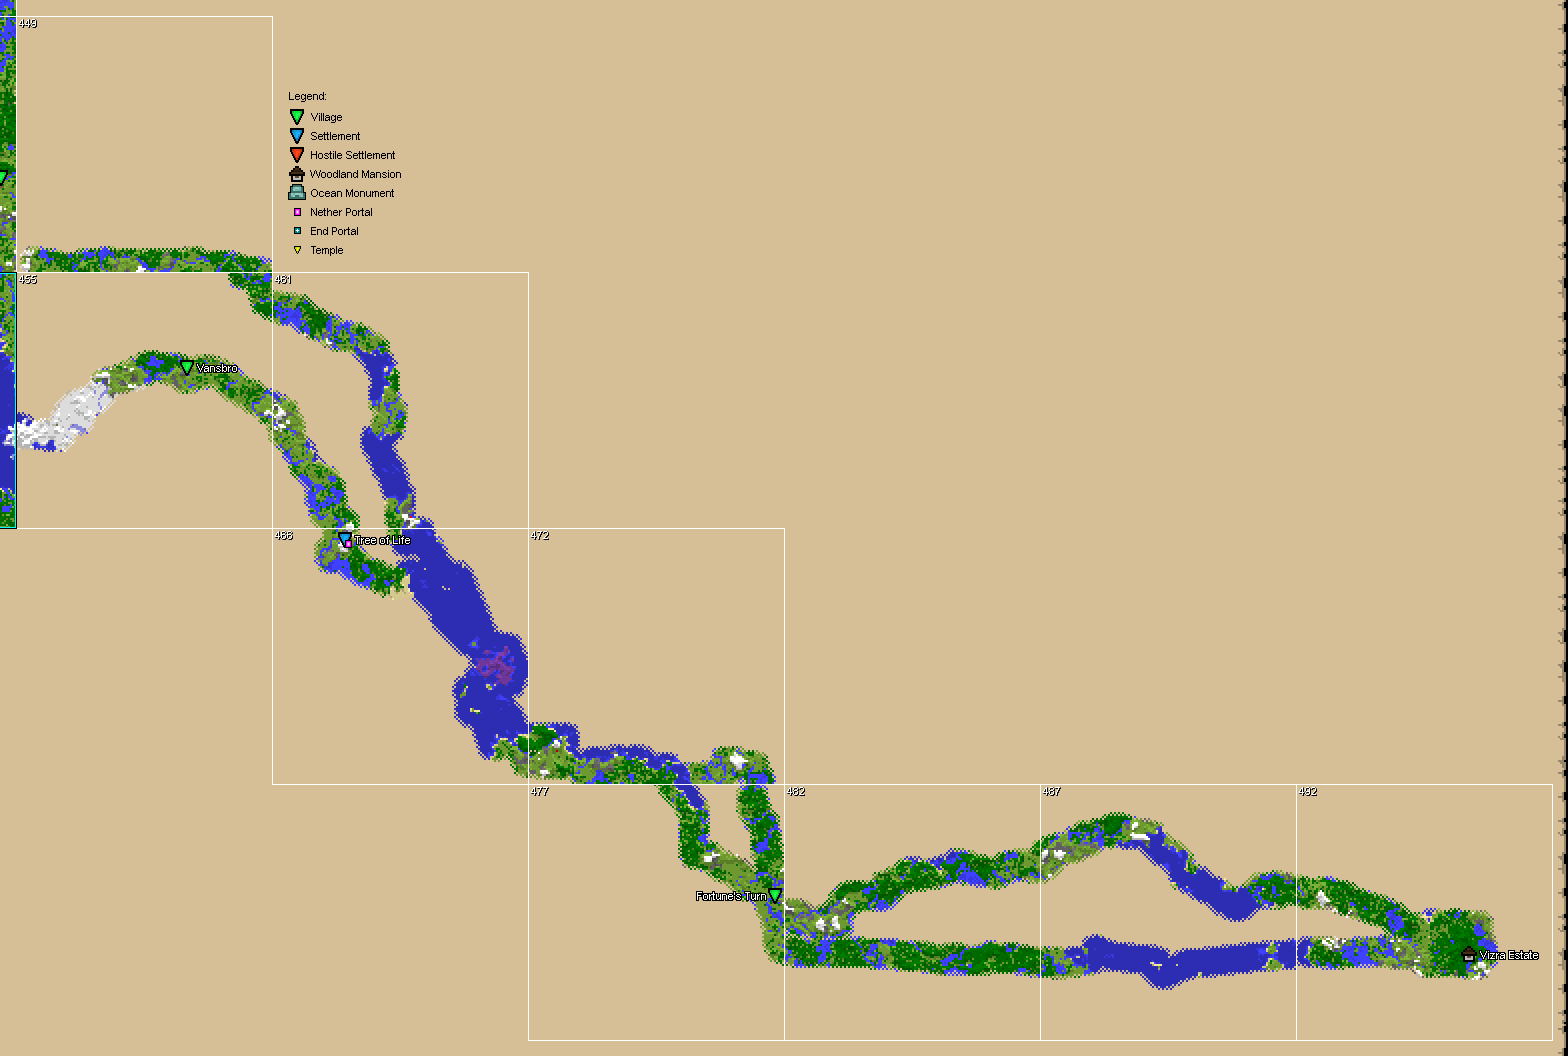 449
Legend:
Village
Settlement
Hostile Settlement
Woodland Mansion
Ocean Monument
Nether Portal
End Portal
Temple
455
461
Vansbro
466
472
Tree of Life
477
482
487
492
Fortune's Turn
Vizra Estate